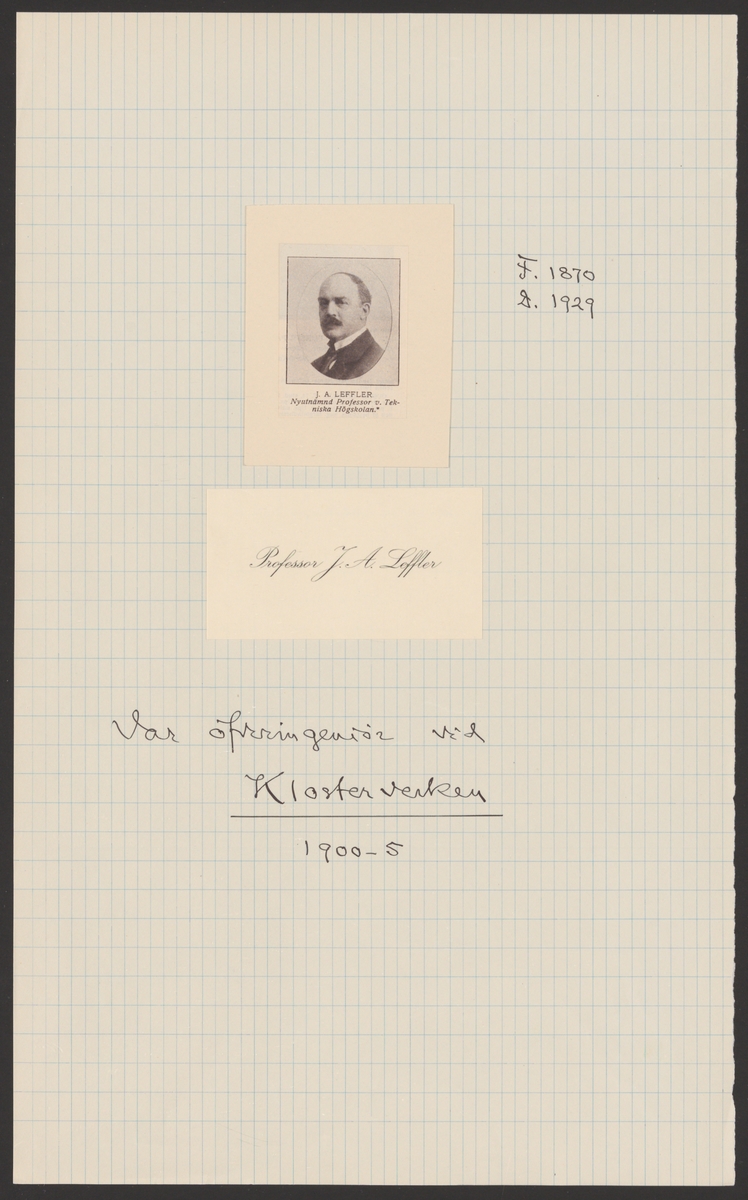 F. 1870
D. 1929
J. A. LEFFLER
Nyutnämnd Professor v. Tek-
niska Högskolan.*
Professor J. A. Leffler
Var öfveringeniör vid
Klosterverken
1900-5